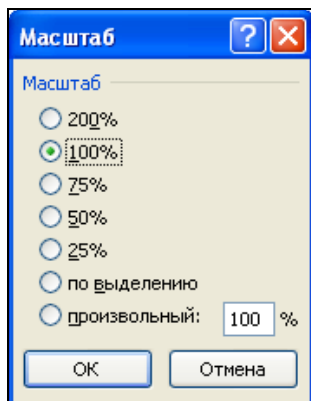 Масштаб
Масштаб
200%
100%
75%
50%
25%
по выделению
произвольный: 100 %
ОК Отмена